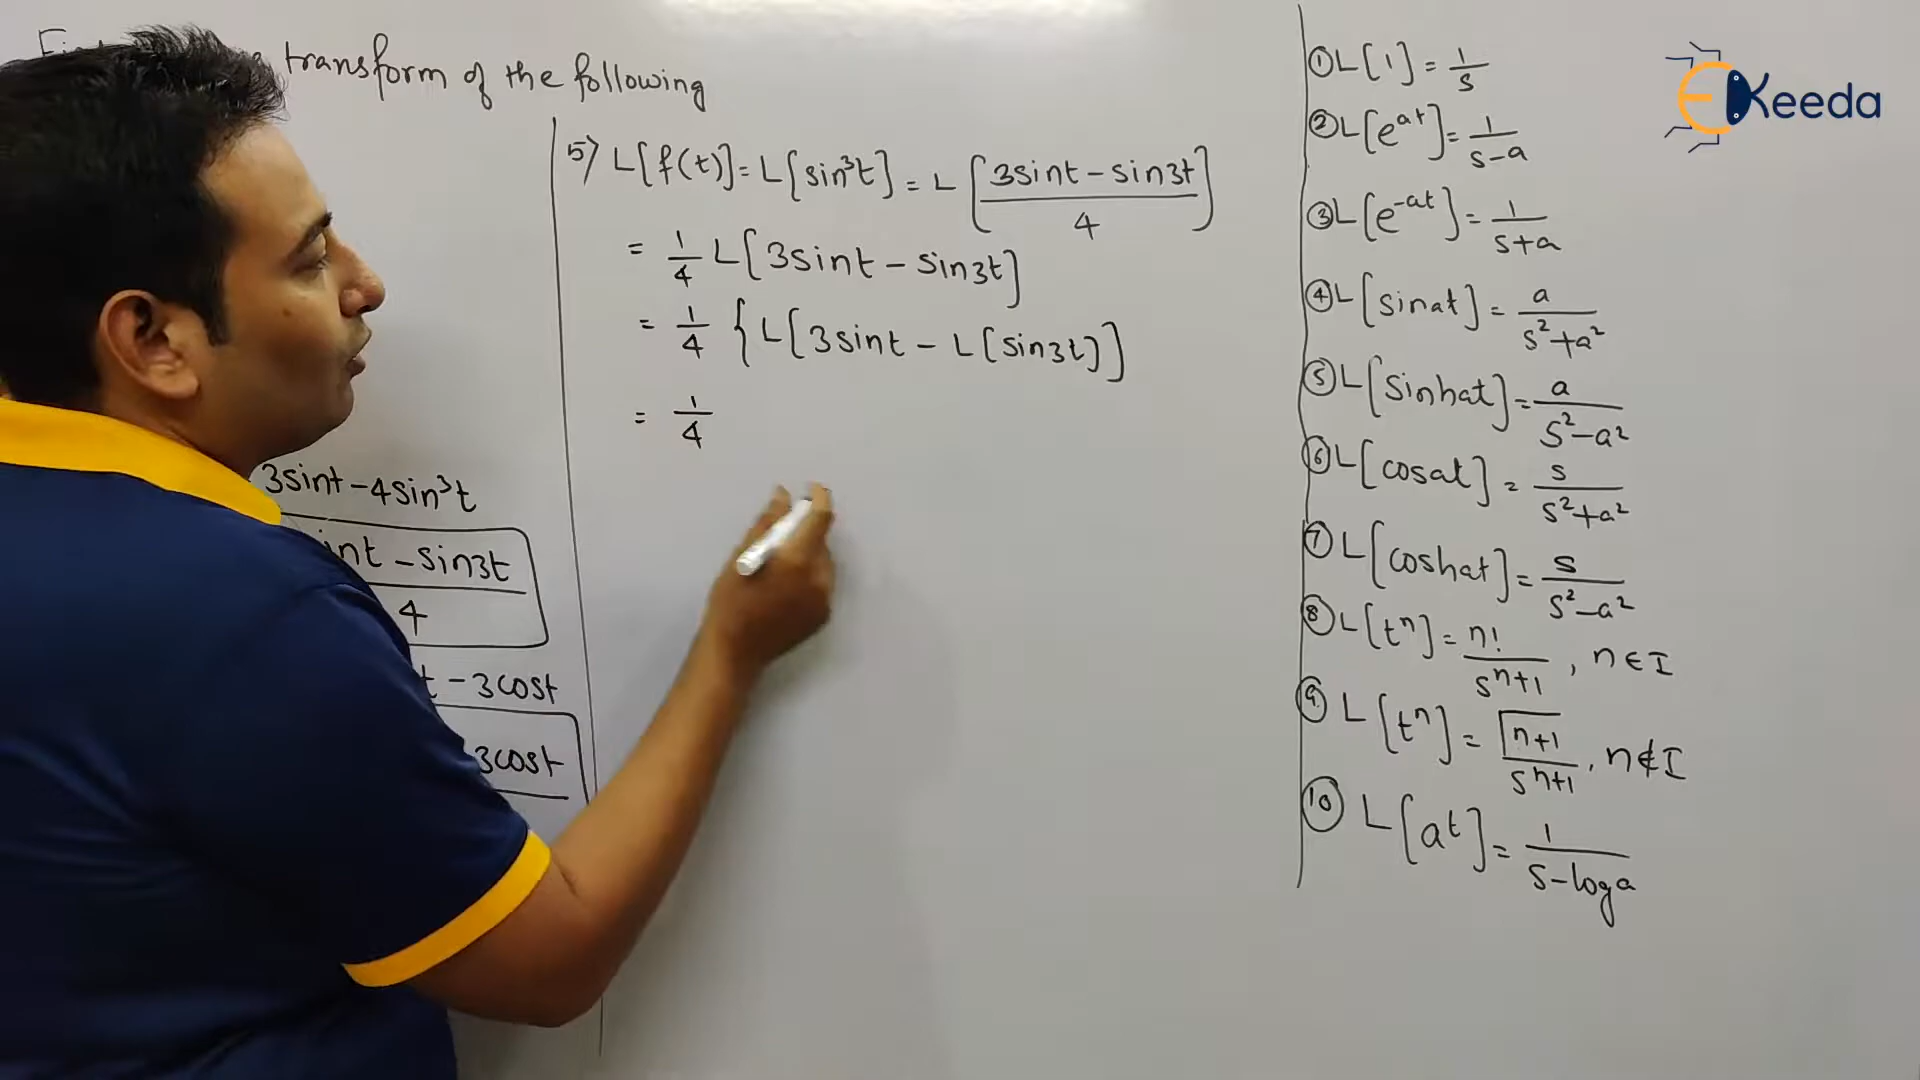 transform of the following
3sint - 4sin³t
int - sin3t
4
t - 3cost
3cost
5) L[f(t)] = L[sin³t] = L[(3sint - sin3t)/4]
= 1/4 L[3sint - sin3t]
= 1/4 {L[3sint - L(sin3t)]
= 1/4
① L[1] = 1/s
② L[e^at] = 1/(s-a)
③ L[e^-at] = 1/(s+a)
④ L[sinat] = a/(s²+a²)
⑤ L[Sinhat] = a/(s²-a²)
⑥ L[cosat] = s/(s²+a²)
⑦ L[coshat] = s/(s²-a²)
⑧ L[t^n] = n!/s^(n+1), n∈I
⑨ L[t^n] = Γ(n+1)/s^(n+1), n∉I
⑩ L[a^t] = 1/(s-loga)
EKeeda